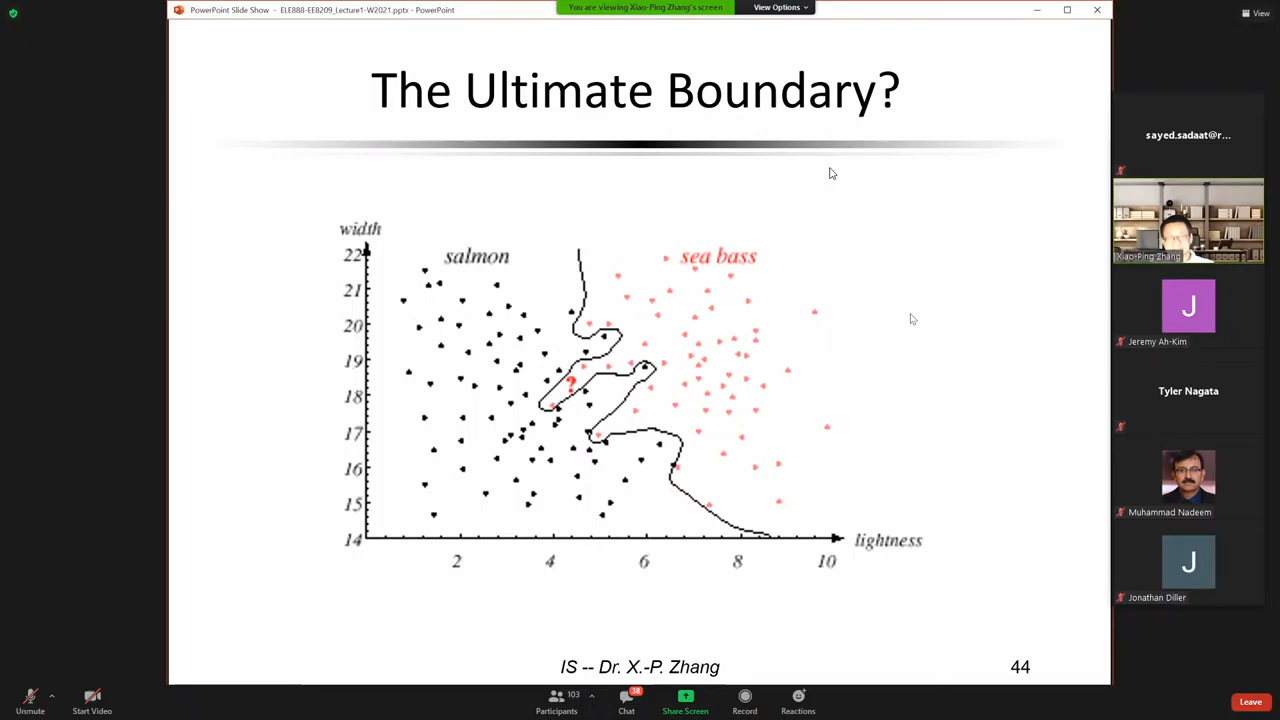 PowerPoint Slide Show - ELE888-EE8209_Lecture1-W2021.pptx - PowerPoint
You are viewing Xiao-Ping Zhang's screen
View Options
View
The Ultimate Boundary?
width
22
21
20
19
18
17
16
15
14
salmon
sea bass
?
lightness
2
4
6
8
10
IS -- Dr. X.-P. Zhang
44
sayed.sadaat@r...
Xiao-Ping Zhang
J
Jeremy Ah-Kim
Tyler Nagata
Muhammad Nadeem
J
Jonathan Diller
Unmute
Start Video
103
Participants
38
Chat
Share Screen
Record
Reactions
Leave